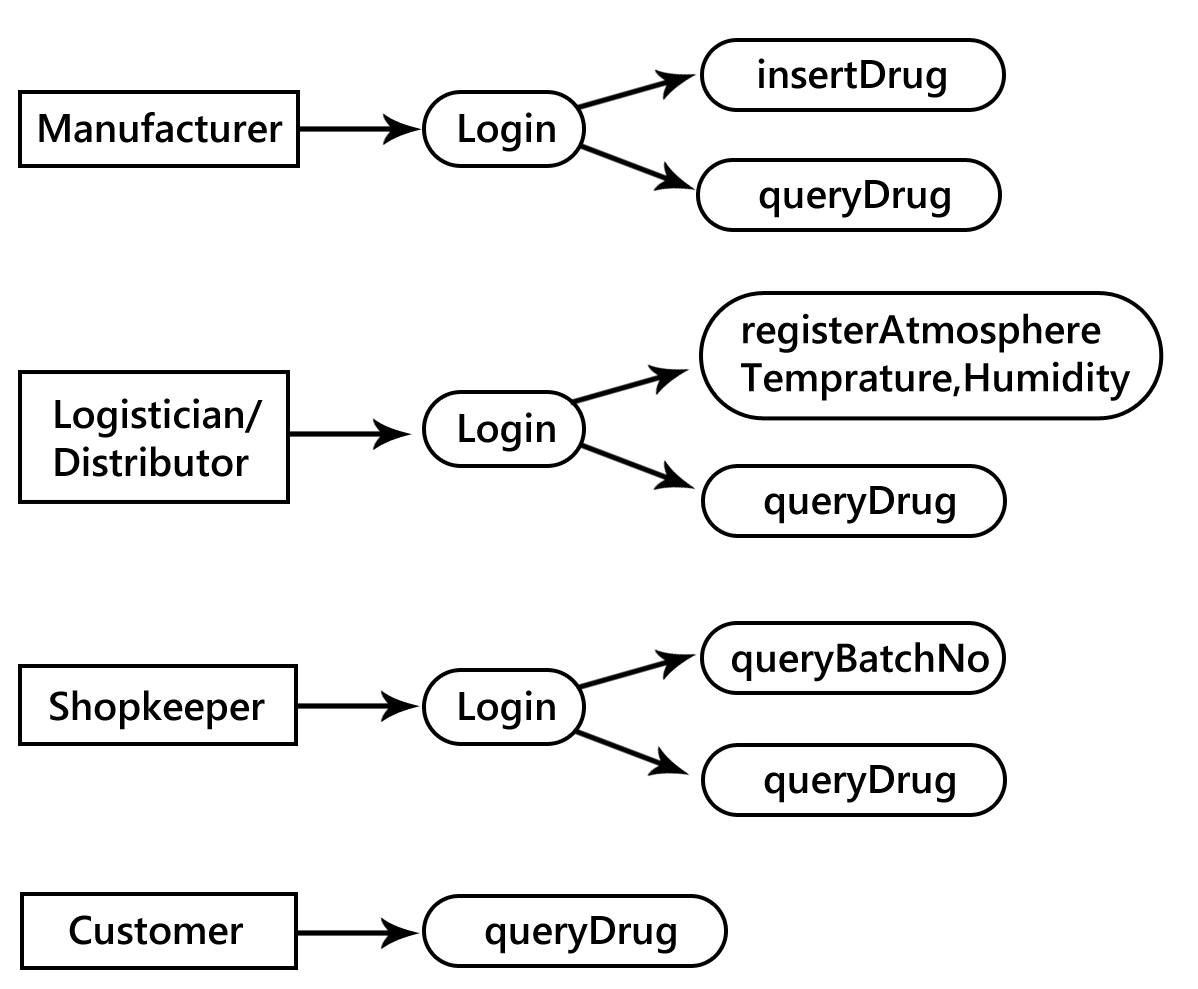 Manufacturer
Login
insertDrug
queryDrug
Logistician/
Distributor
Login
registerAtmosphere
Temprature,Humidity
queryDrug
Shopkeeper
Login
queryBatchNo
queryDrug
Customer
queryDrug